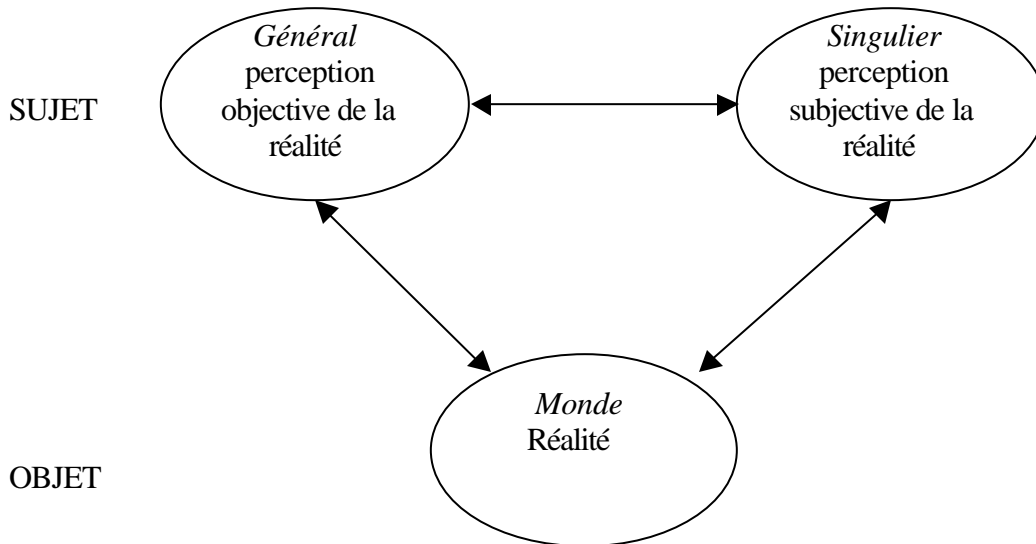 Général
perception
objective de la
réalité
Singulier
perception
subjective de la
réalité
SUJET
Monde
Réalité
OBJET